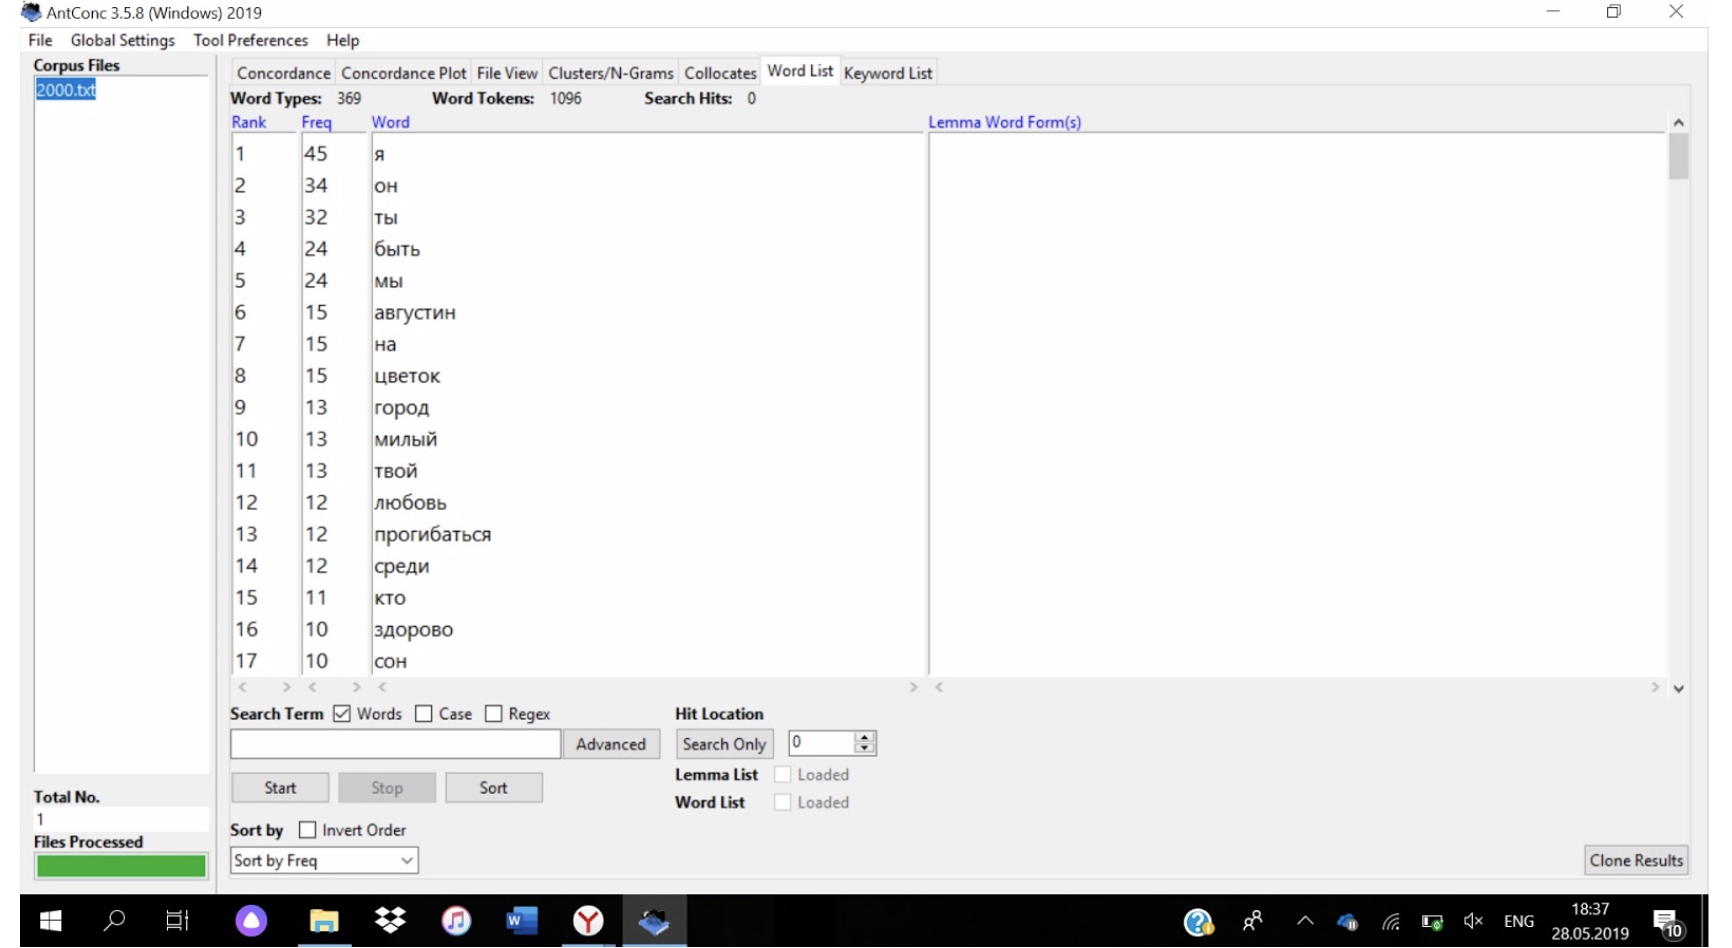 AntConc 3.5.8 (Windows) 2019
File Global Settings Tool Preferences Help
Corpus Files
2000.txt
Concordance Concordance Plot File View Clusters/N-Grams Collocates Word List Keyword List
Word Types: 369 Word Tokens: 1096 Search Hits: 0
Rank Freq Word Lemma Word Form(s)
1 45 я
2 34 он
3 32 ты
4 24 быть
5 24 мы
6 15 августин
7 15 на
8 15 цветок
9 13 город
10 13 милый
11 13 твой
12 12 любовь
13 12 прогибаться
14 12 среди
15 11 кто
16 10 здорово
17 10 сон
Search Term Words Case Regex Hit Location
Advanced Search Only 0
Lemma List Loaded
Start Stop Sort
Total No.
Word List Loaded
1
Sort by Invert Order
Files Processed
Sort by Freq Clone Results
ENG 18:37
28.05.2019 10